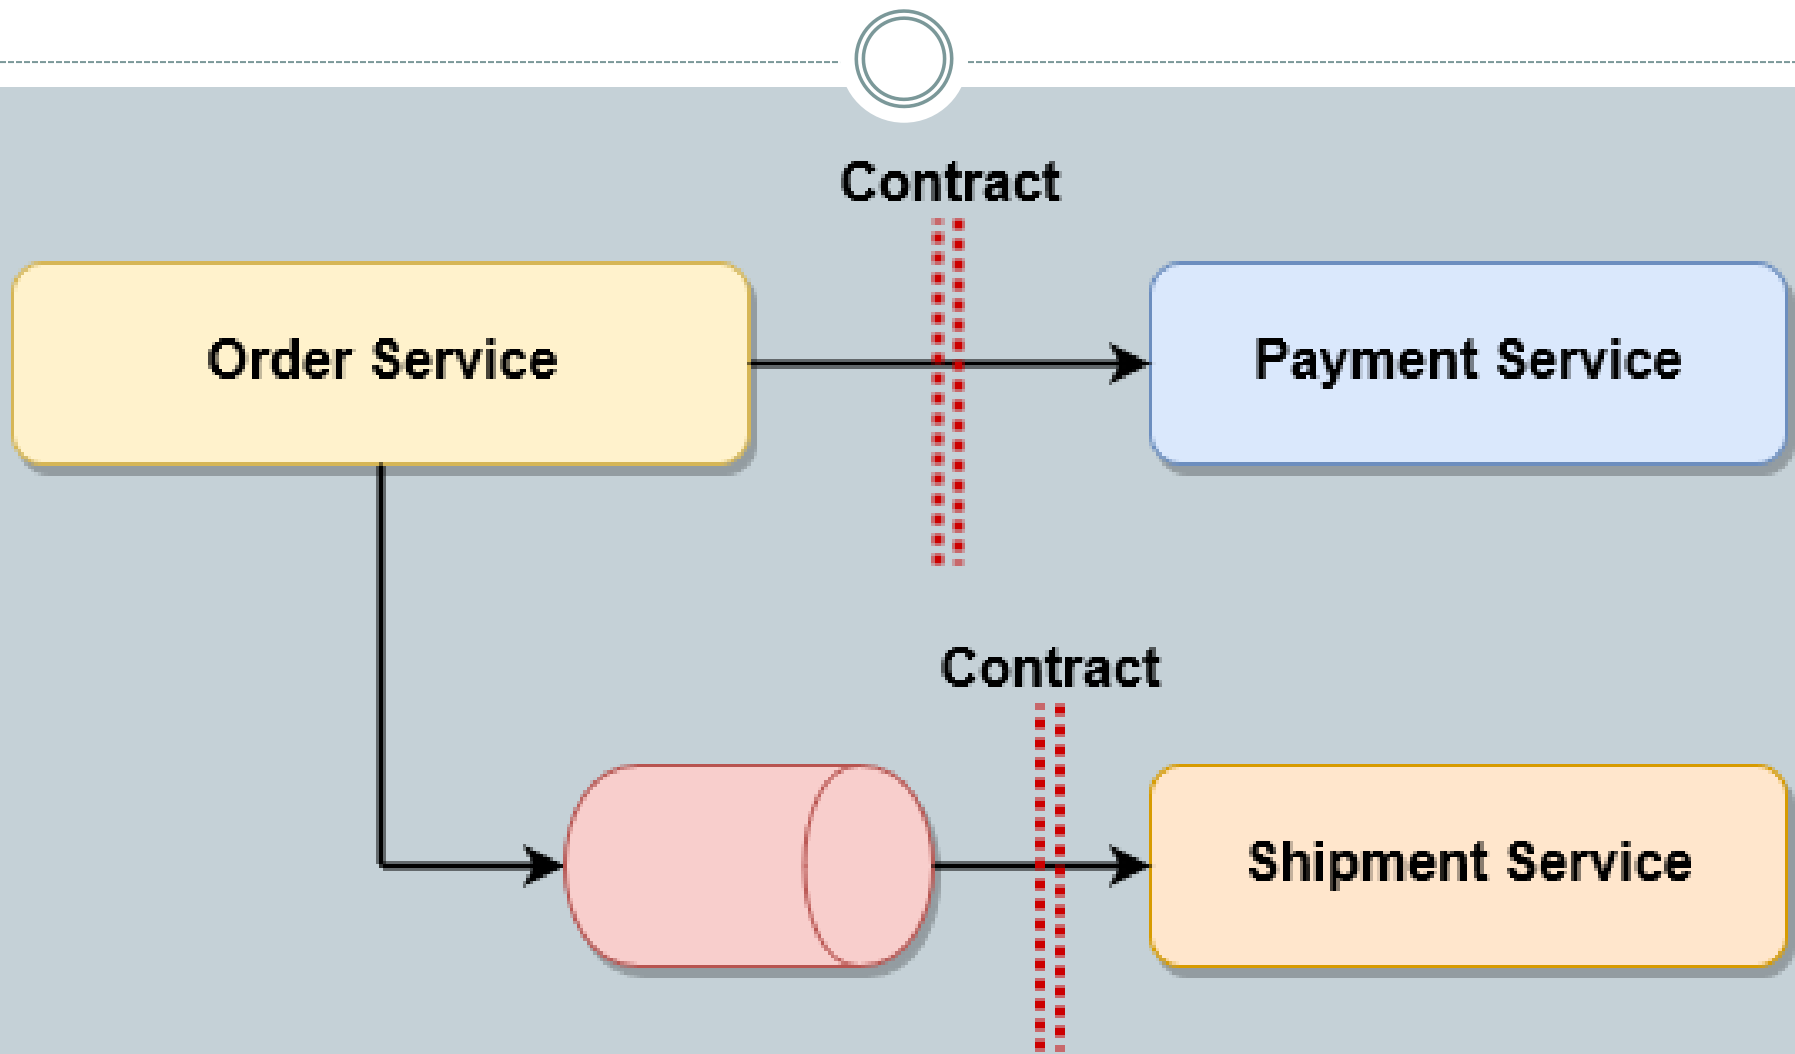 Contract
Order Service
Payment Service
Contract
Shipment Service